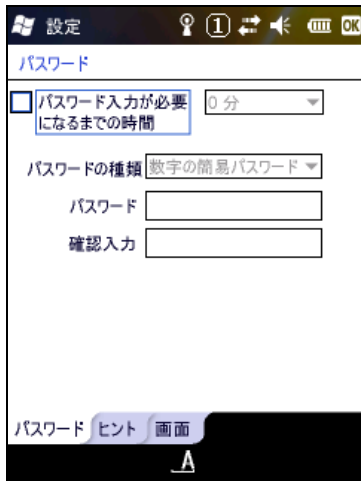 設定 1 OK
パスワード
パスワード入力が必要 0 分
になるまでの時間
パスワードの種類 数字の簡易パスワード
パスワード
確認入力
パスワード ヒント 画面
A